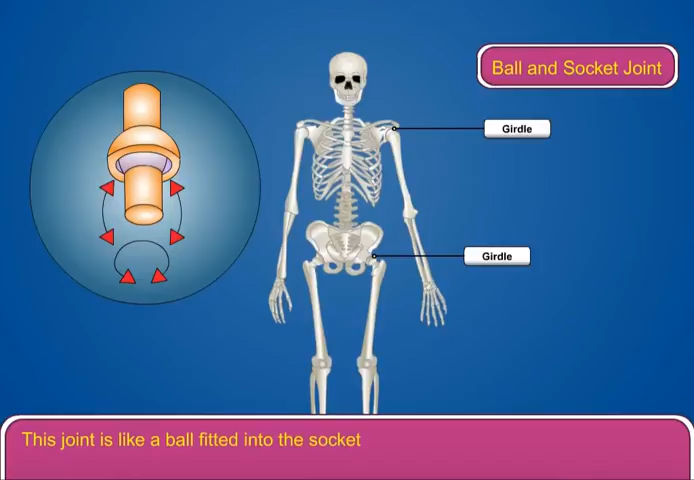 Ball and Socket Joint
Girdle
Girdle
This joint is like a ball fitted into the socket